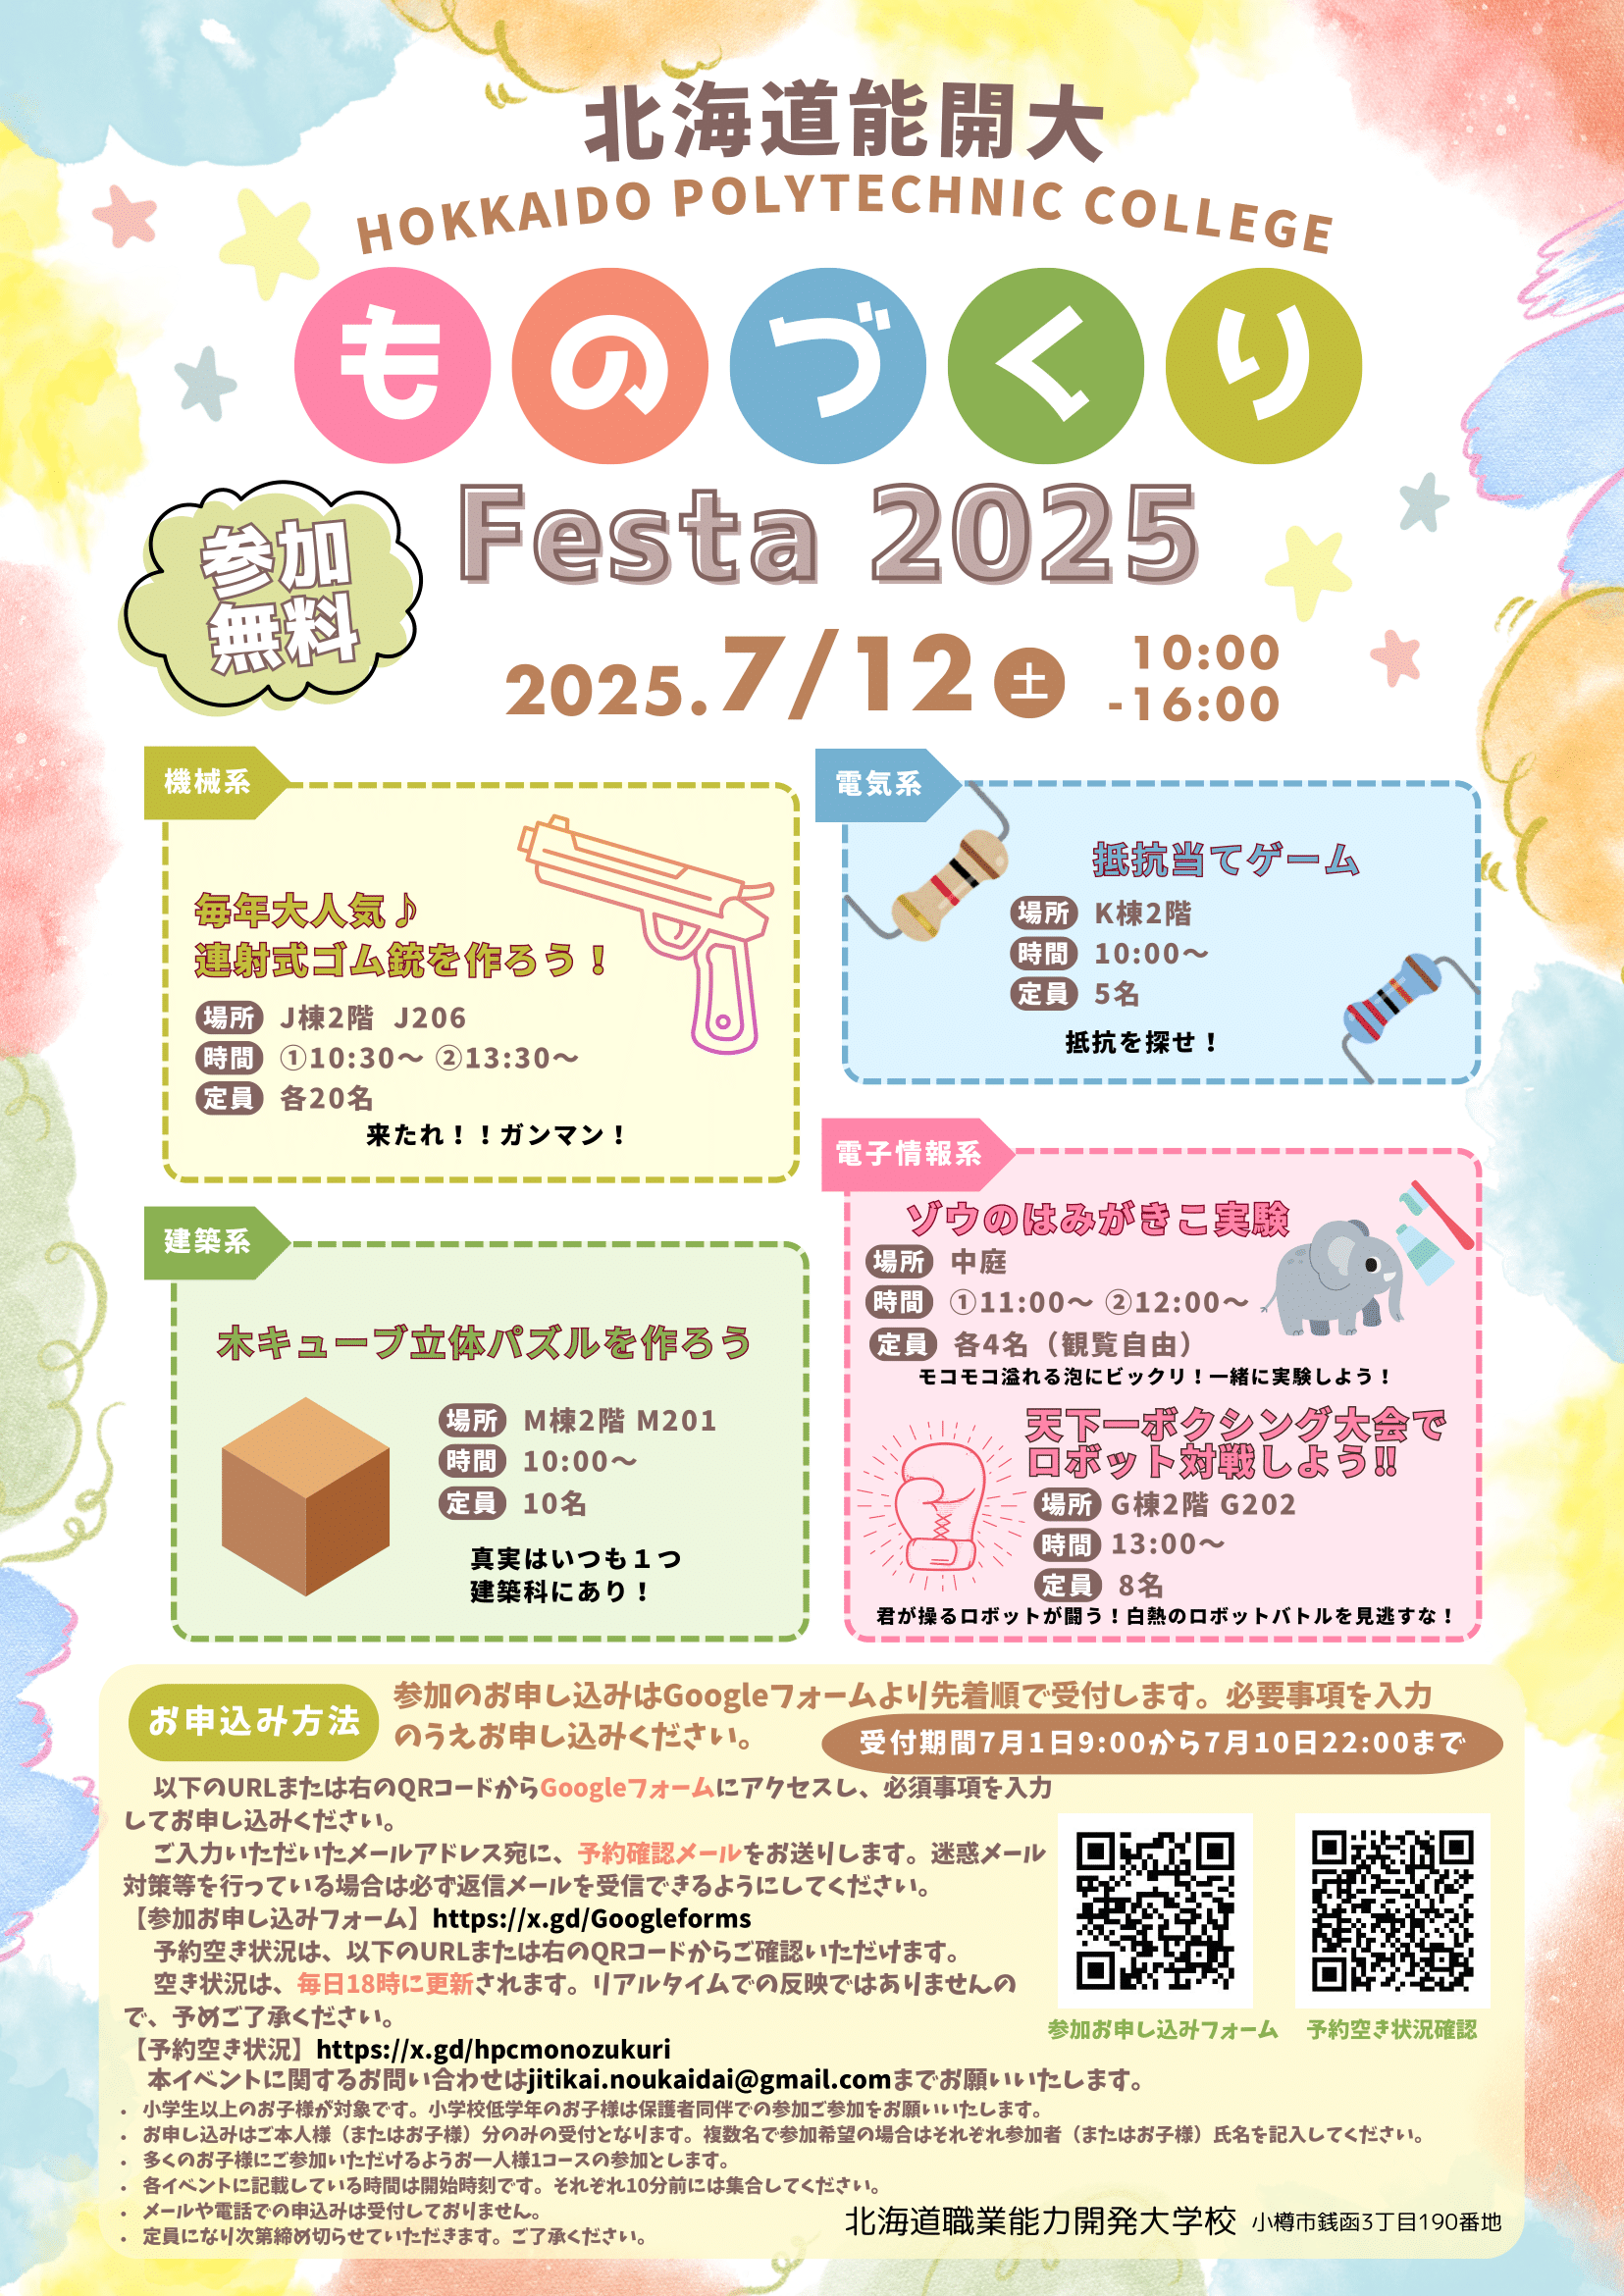 北海道能開大
HOKKAIDO POLYTECHNIC COLLEGE
ものづくり
Festa 2025
参加
無料
2025.7/12 土 10:00
-16:00
機械系
毎年大人気♪
連射式ゴム銃を作ろう！
場所 J棟2階 J206
時間 ①10:30～ ②13:30～
定員 各20名
来たれ！！ガンマン！
電気系
抵抗当てゲーム
場所 K棟2階
時間 10:00～
定員 5名
抵抗を探せ！
建築系
木キューブ立体パズルを作ろう
場所 M棟2階 M201
時間 10:00～
定員 10名
真実はいつも１つ
建築科にあり！
電子情報系
ゾウのはみがきこ実験
場所 中庭
時間 ①11:00～ ②12:00～
定員 各4名（観覧自由）
モコモコ溢れる泡にビックリ！一緒に実験しよう！
天下一ボクシング大会で
ロボット対戦しよう‼
場所 G棟2階 G202
時間 13:00～
定員 8名
君が操るロボットが闘う！白熱のロボットバトルを見逃すな！
お申込み方法
参加のお申し込みはGoogleフォームより先着順で受付します。必要事項を入力
のうえお申し込みください。
受付期間7月1日9:00から7月10日22:00まで
以下のURLまたは右のQRコードからGoogleフォームにアクセスし、必須事項を入力
してお申し込みください。
ご入力いただいたメールアドレス宛に、予約確認メールをお送りします。迷惑メール
対策等を行っている場合は必ず返信メールを受信できるようにしてください。
【参加お申し込みフォーム】https://x.gd/Googleforms
予約空き状況は、以下のURLまたは右のQRコードからご確認いただけます。
空き状況は、毎日18時に更新されます。リアルタイムでの反映ではありませんの
で、予めご了承ください。
【予約空き状況】https://x.gd/hpcmonozukuri
本イベントに関するお問い合わせはjitikai.noukaidai@gmail.comまでお願いいたします。
参加お申し込みフォーム
予約空き状況確認
・ 小学生以上のお子様が対象です。小学校低学年のお子様は保護者同伴での参加ご参加をお願いいたします。
・ お申し込みはご本人様（またはお子様）分のみの受付となります。複数名で参加希望の場合はそれぞれ参加者（またはお子様）氏名を記入してください。
・ 多くのお子様にご参加いただけるようお一人様1コースの参加とします。
・ 各イベントに記載している時間は開始時刻です。それぞれ10分前には集合してください。
・ メールや電話での申込みは受付しておりません。
・ 定員になり次第締め切らせていただきます。ご了承ください。
北海道職業能力開発大学校 小樽市銭函3丁目190番地